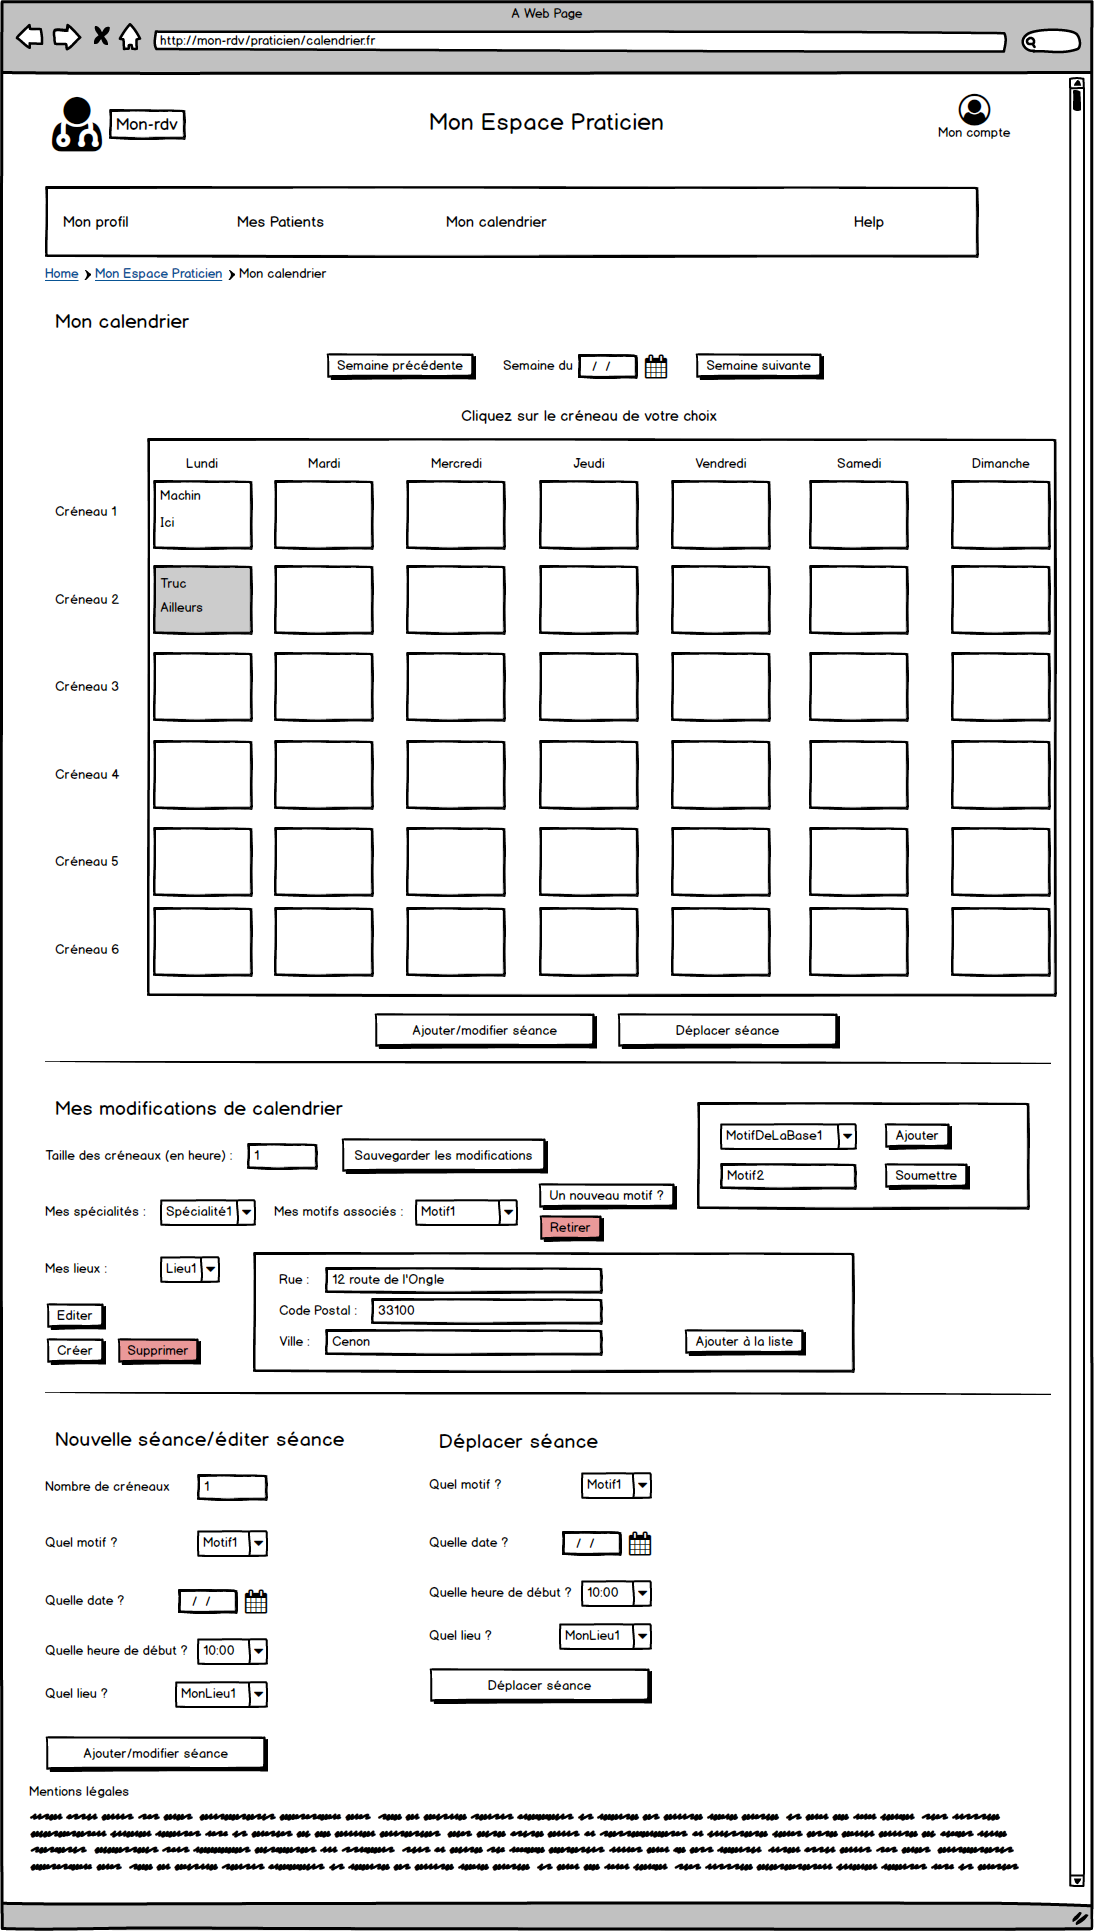 A Web Page
http://mon-rdv/praticien/calendrier.fr
Mon-rdv
Mon Espace Praticien
Mon compte
Mon profil
Mes Patients
Mon calendrier
Help
Home > Mon Espace Praticien > Mon calendrier
Mon calendrier
Semaine précédente
Semaine du / /
Semaine suivante
Cliquez sur le créneau de votre choix
Lundi Mardi Mercredi Jeudi Vendredi Samedi Dimanche
Créneau 1
Machin
Ici
Créneau 2
Truc
Ailleurs
Créneau 3
Créneau 4
Créneau 5
Créneau 6
Ajouter/modifier séance
Déplacer séance
Mes modifications de calendrier
Taille des créneaux (en heure) : 1
Sauvegarder les modifications
MotifDeLaBase1
Ajouter
Motif2
Soumettre
Mes spécialités : Spécialité1
Mes motifs associés : Motif1
Un nouveau motif ?
Retirer
Mes lieux : Lieu1
Editer
Créer
Supprimer
Rue : 12 route de l'Ongle
Code Postal : 33100
Ville : Cenon
Ajouter à la liste
Nouvelle séance/éditer séance
Nombre de créneaux 1
Quel motif ? Motif1
Quelle date ? / /
Quelle heure de début ? 10:00
Quel lieu ? MonLieu1
Ajouter/modifier séance
Déplacer séance
Quel motif ? Motif1
Quelle date ? / /
Quelle heure de début ? 10:00
Quel lieu ? MonLieu1
Déplacer séance
Mentions légales